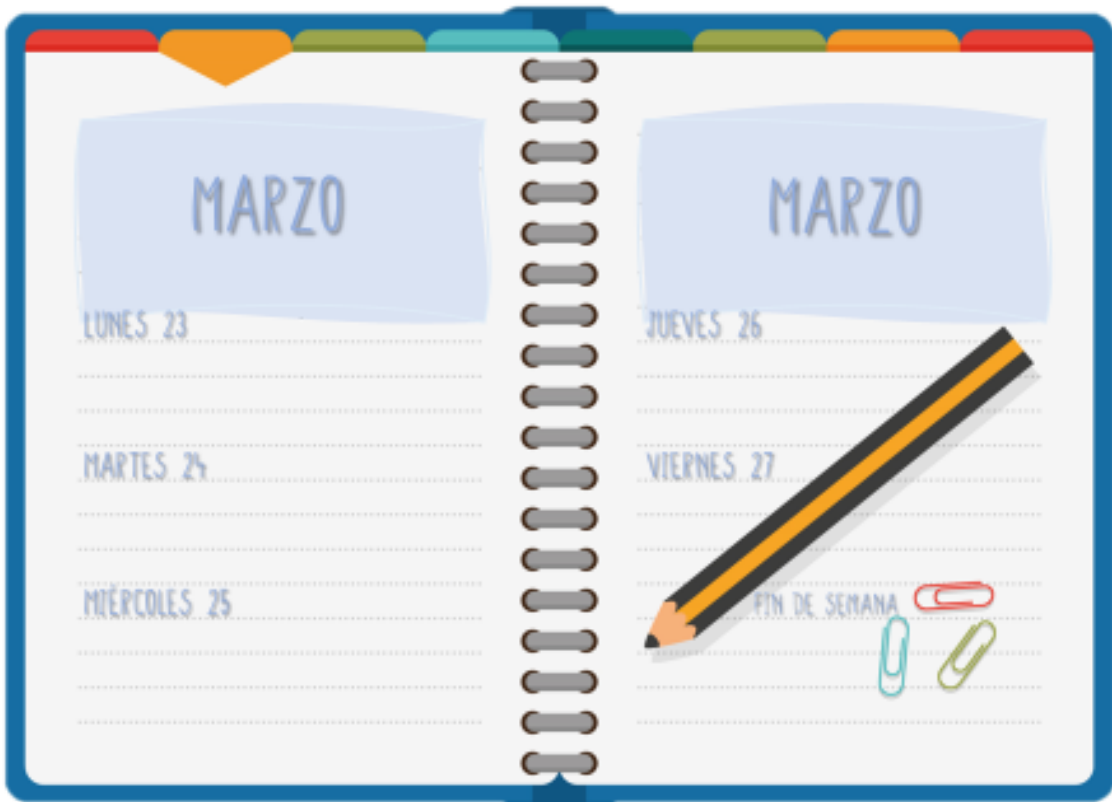 MARZO
LUNES 23
MARTES 24
MIÉRCOLES 25
MARZO
JUEVES 26
VIERNES 27
FIN DE SEMANA